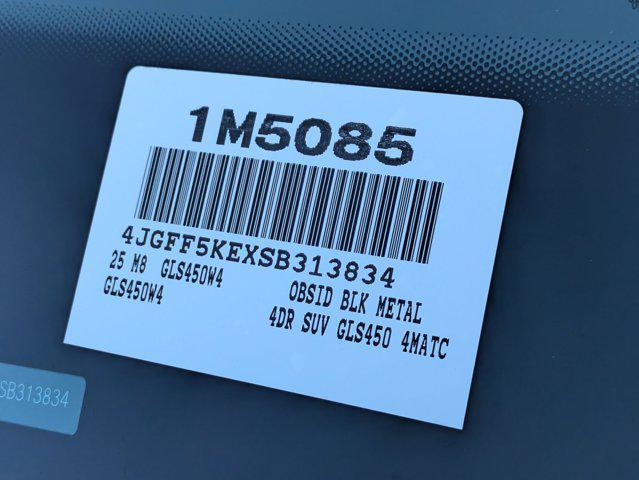 1M5085
4JGFF5KEXSB313834
25 M8 GLS450W4 OBSID BLK METAL
GLS450W4 4DR SUV GLS450 4MATC
SB313834